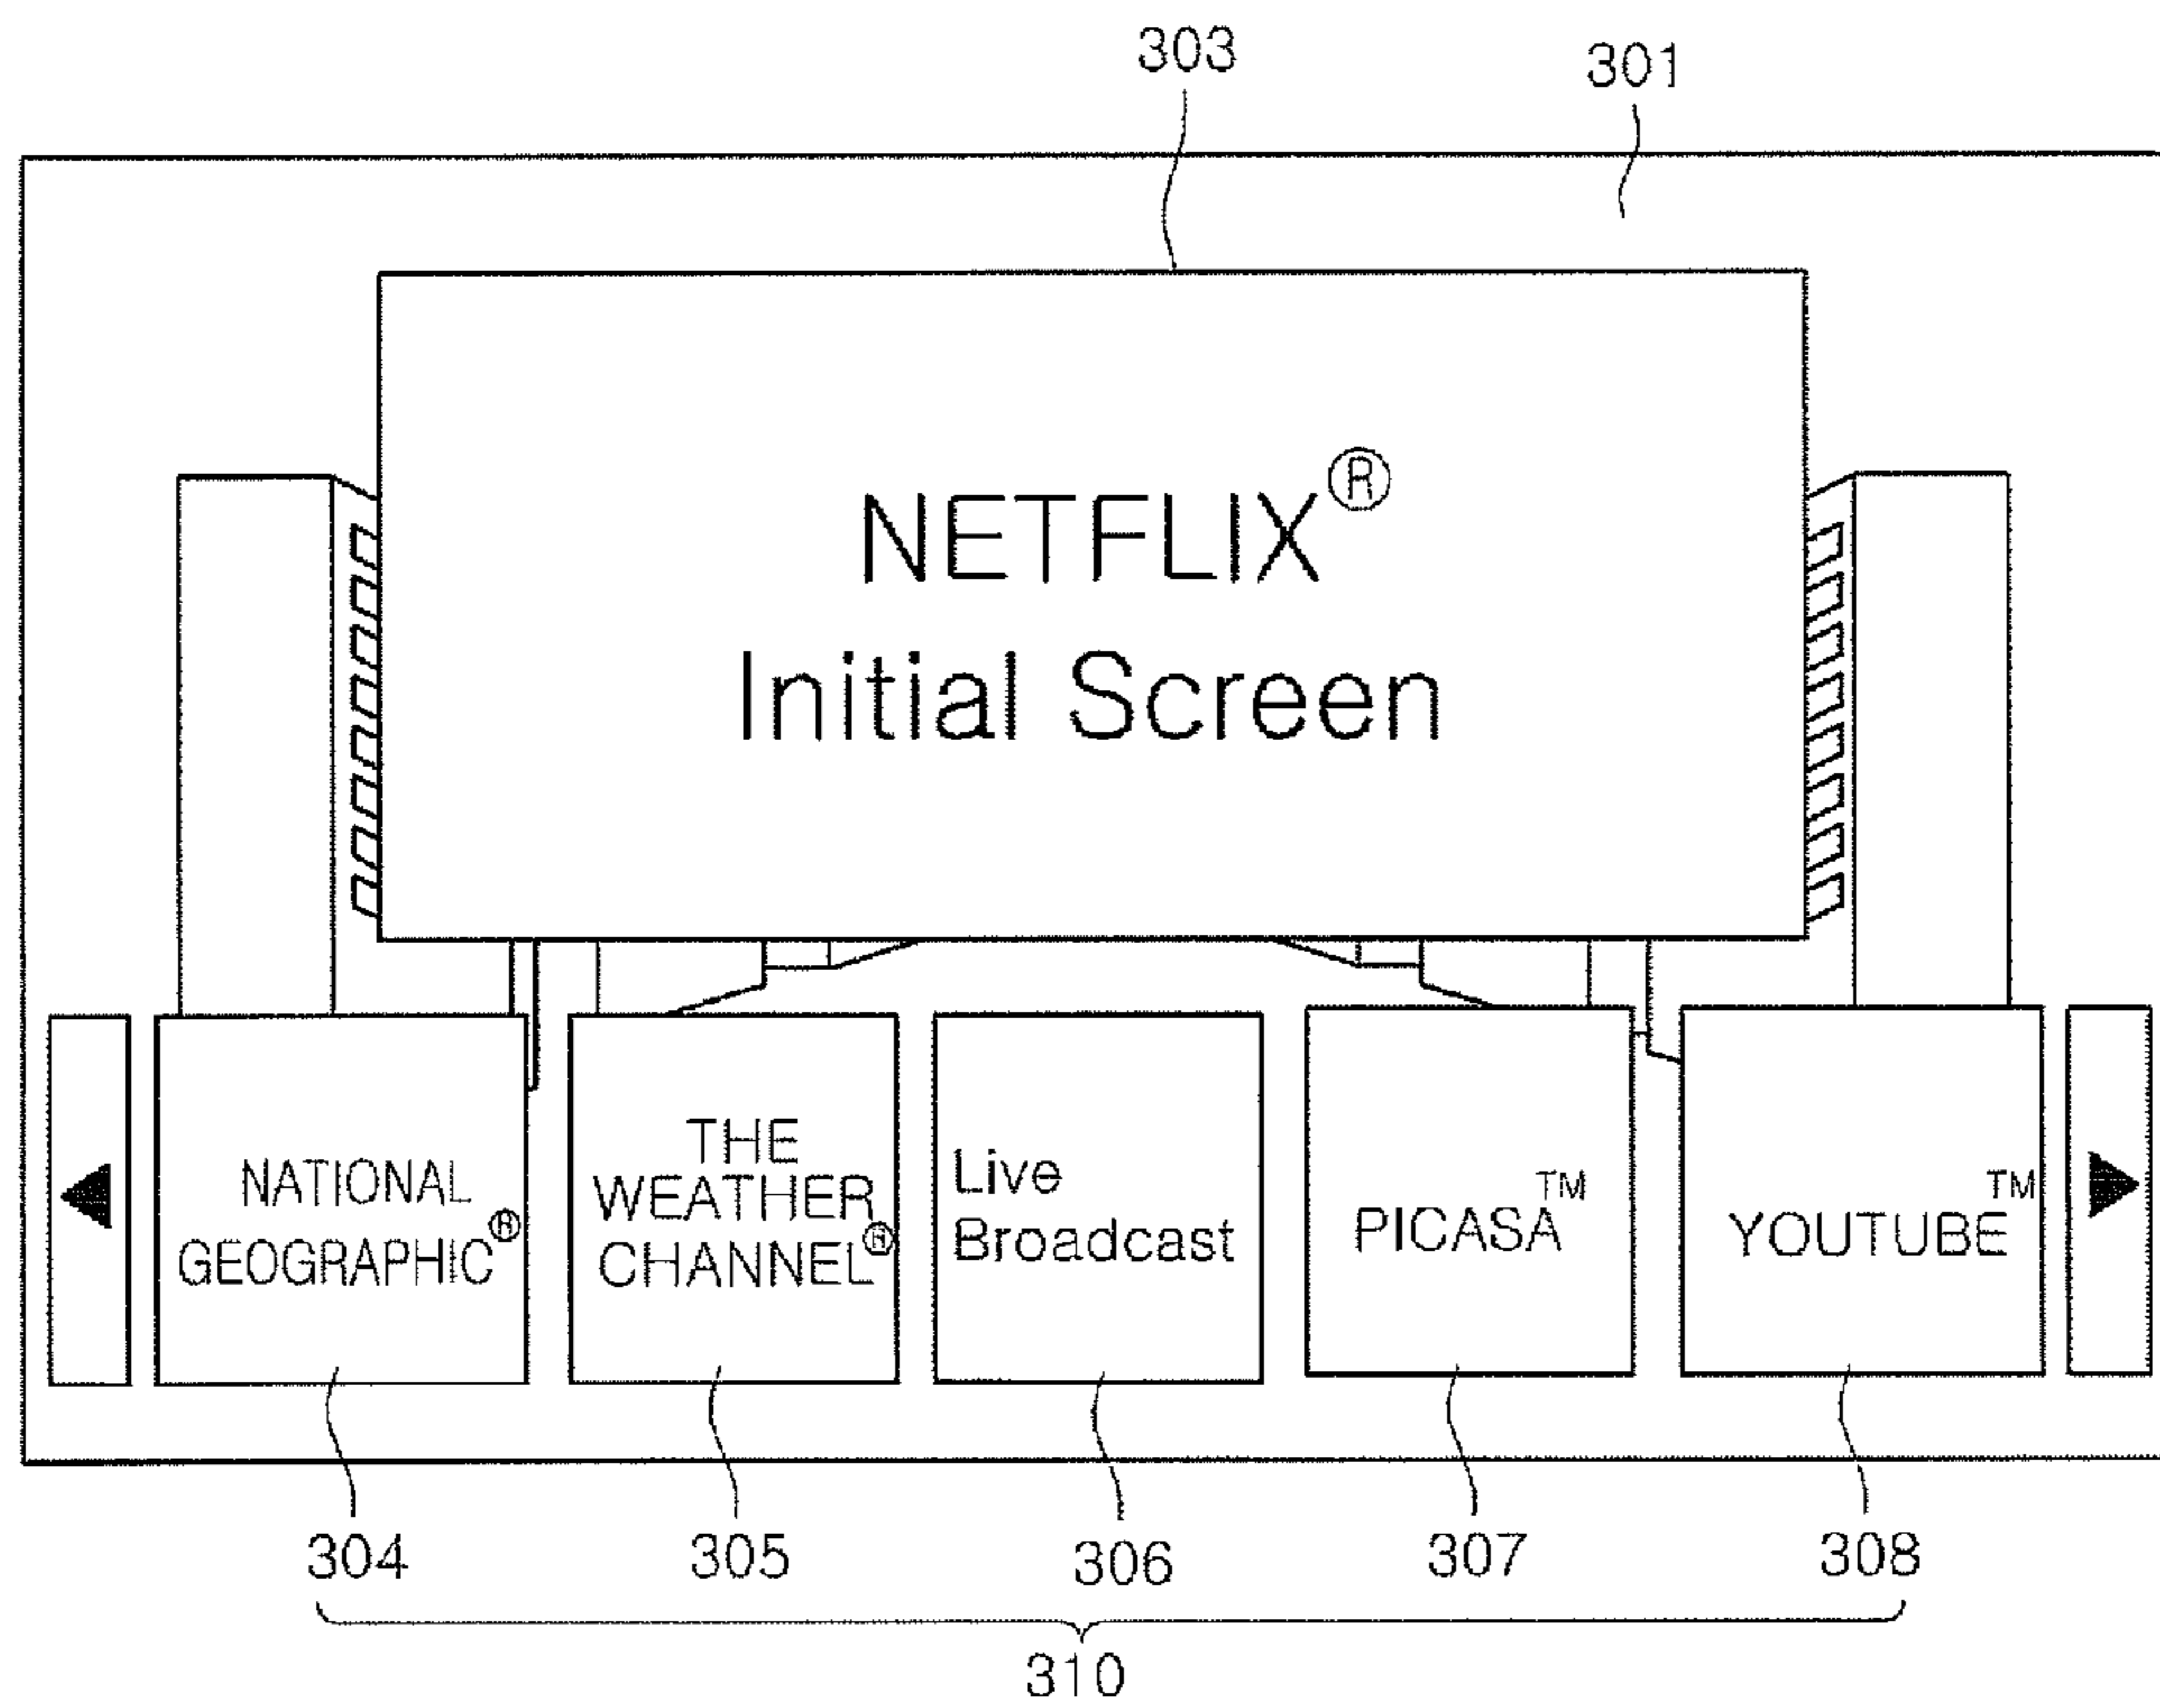 303
301
NETFLIX®
Initial Screen
NATIONAL
GEOGRAPHIC®
THE
WEATHER
CHANNEL®
Live
Broadcast
PICASA™
YOUTUBE™
304
305
306
307
308
310